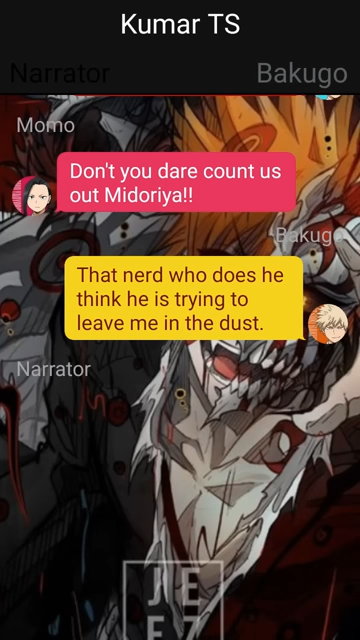 Kumar TS
Narrator
Bakugo
Momo
Don't you dare count us
out Midoriya!!
Bakugo
That nerd who does he
think he is trying to
leave me in the dust.
Narrator
JE